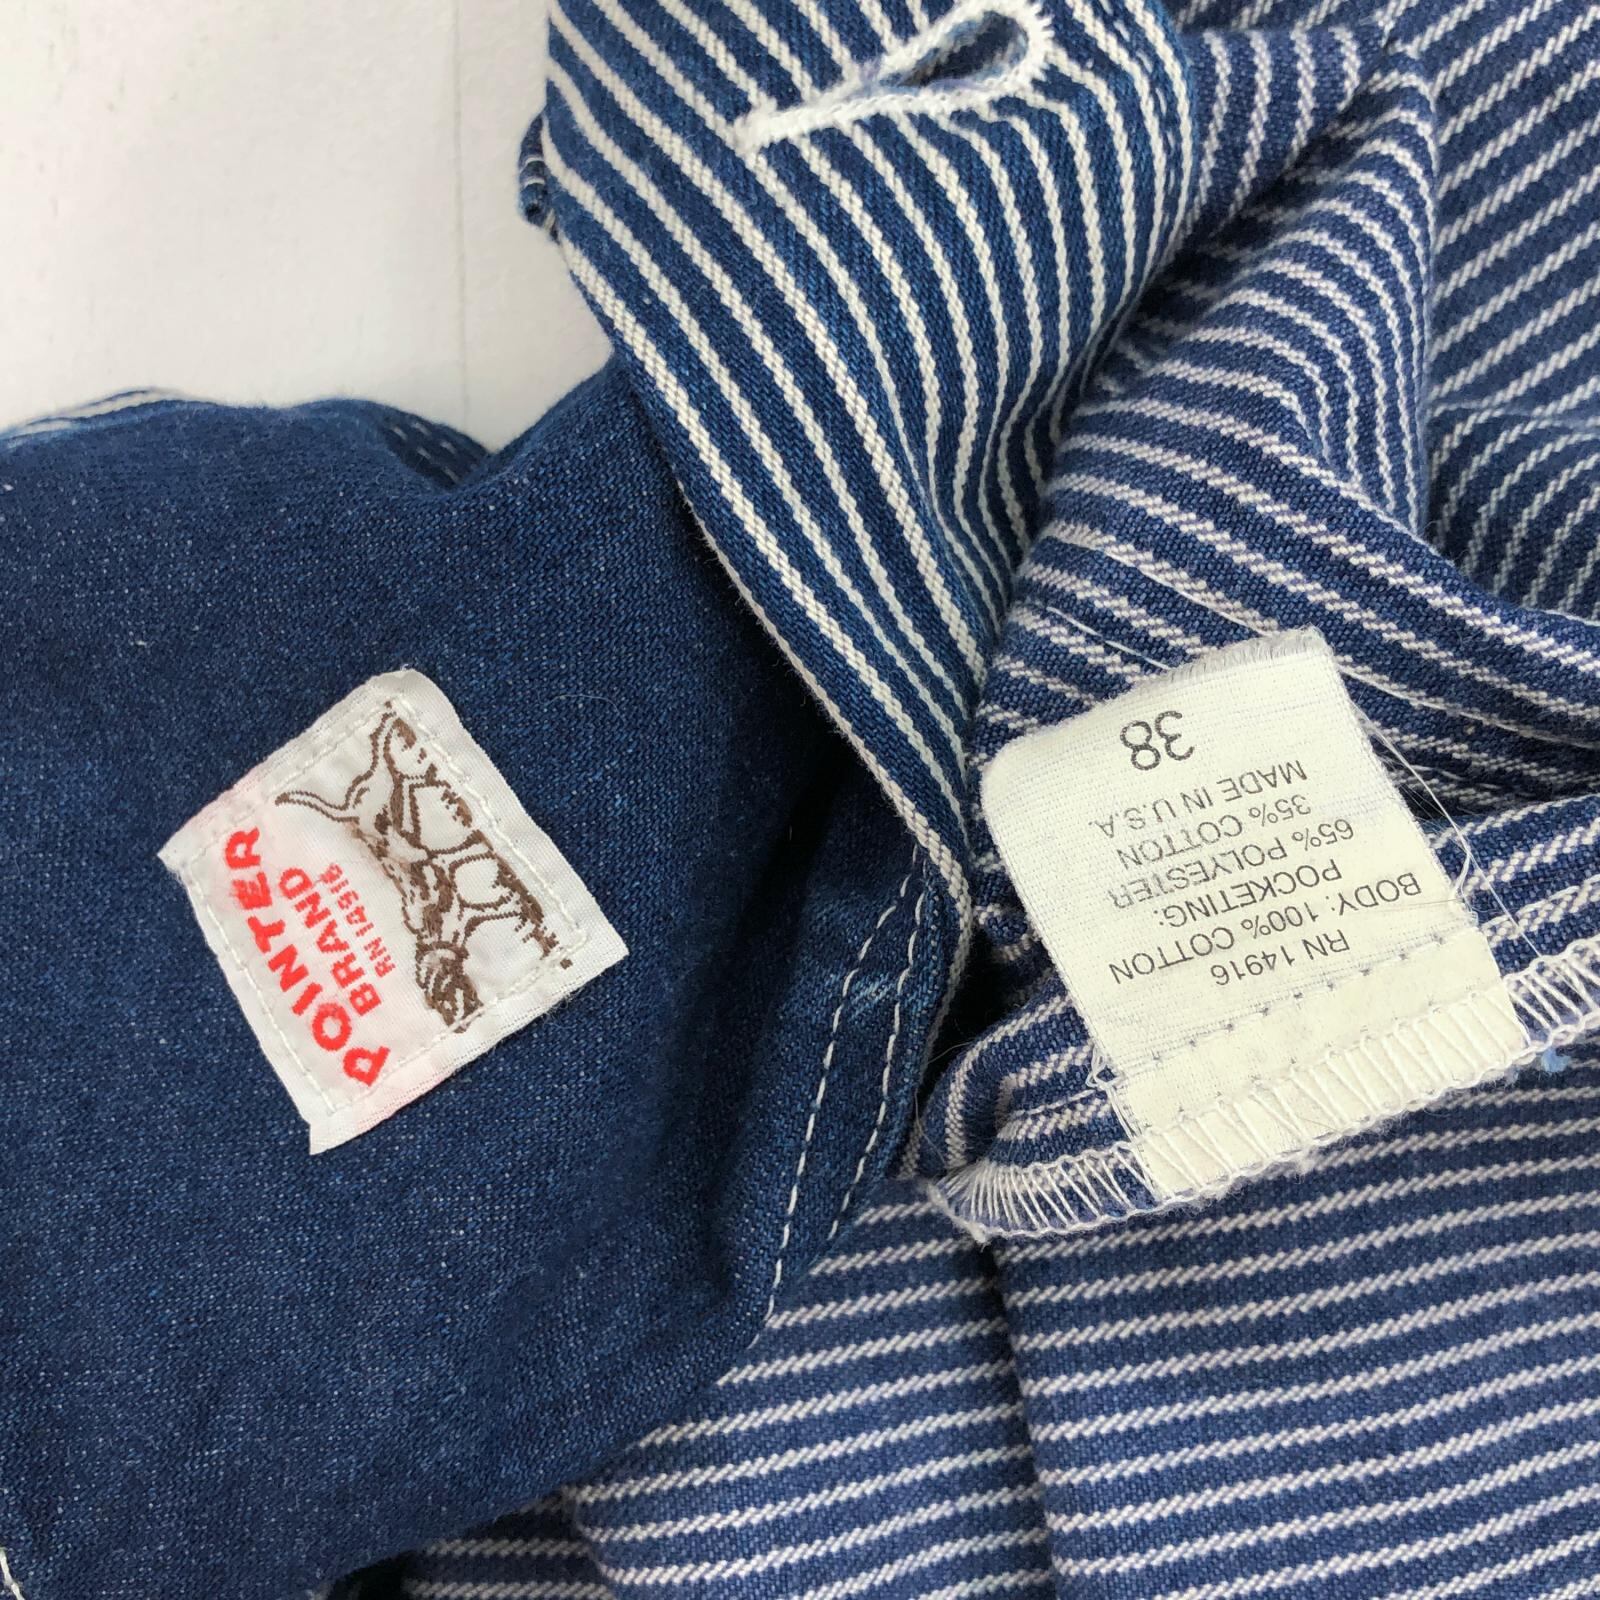 POINTER
BRAND
RN 14916
RN 14916
BODY: 100% COTTON
POCKETING:
65% POLYESTER
35% COTTON
MADE IN U.S.A.
38